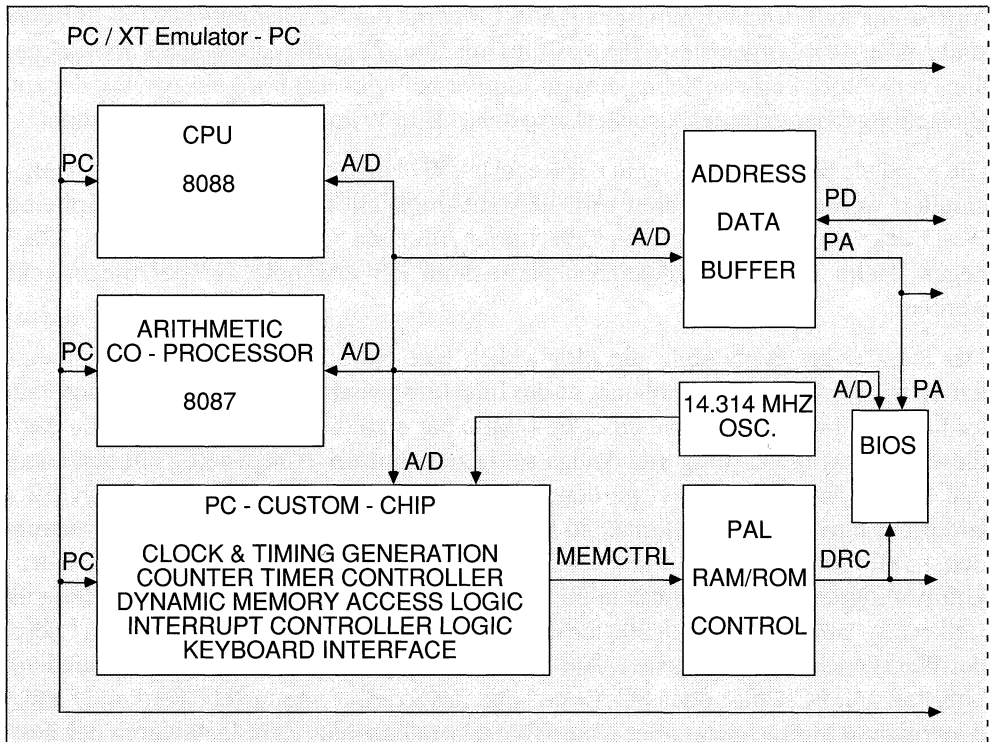 PC / XT Emulator - PC
CPU
8088
PC
A/D
ADDRESS
DATA
BUFFER
A/D
PD
PA
ARITHMETIC
CO - PROCESSOR
8087
PC
A/D
14.314 MHZ
OSC.
A/D
PA
BIOS
A/D
PC - CUSTOM - CHIP
CLOCK & TIMING GENERATION
COUNTER TIMER CONTROLLER
DYNAMIC MEMORY ACCESS LOGIC
INTERRUPT CONTROLLER LOGIC
KEYBOARD INTERFACE
PC
MEMCTRL
PAL
RAM/ROM
CONTROL
DRC